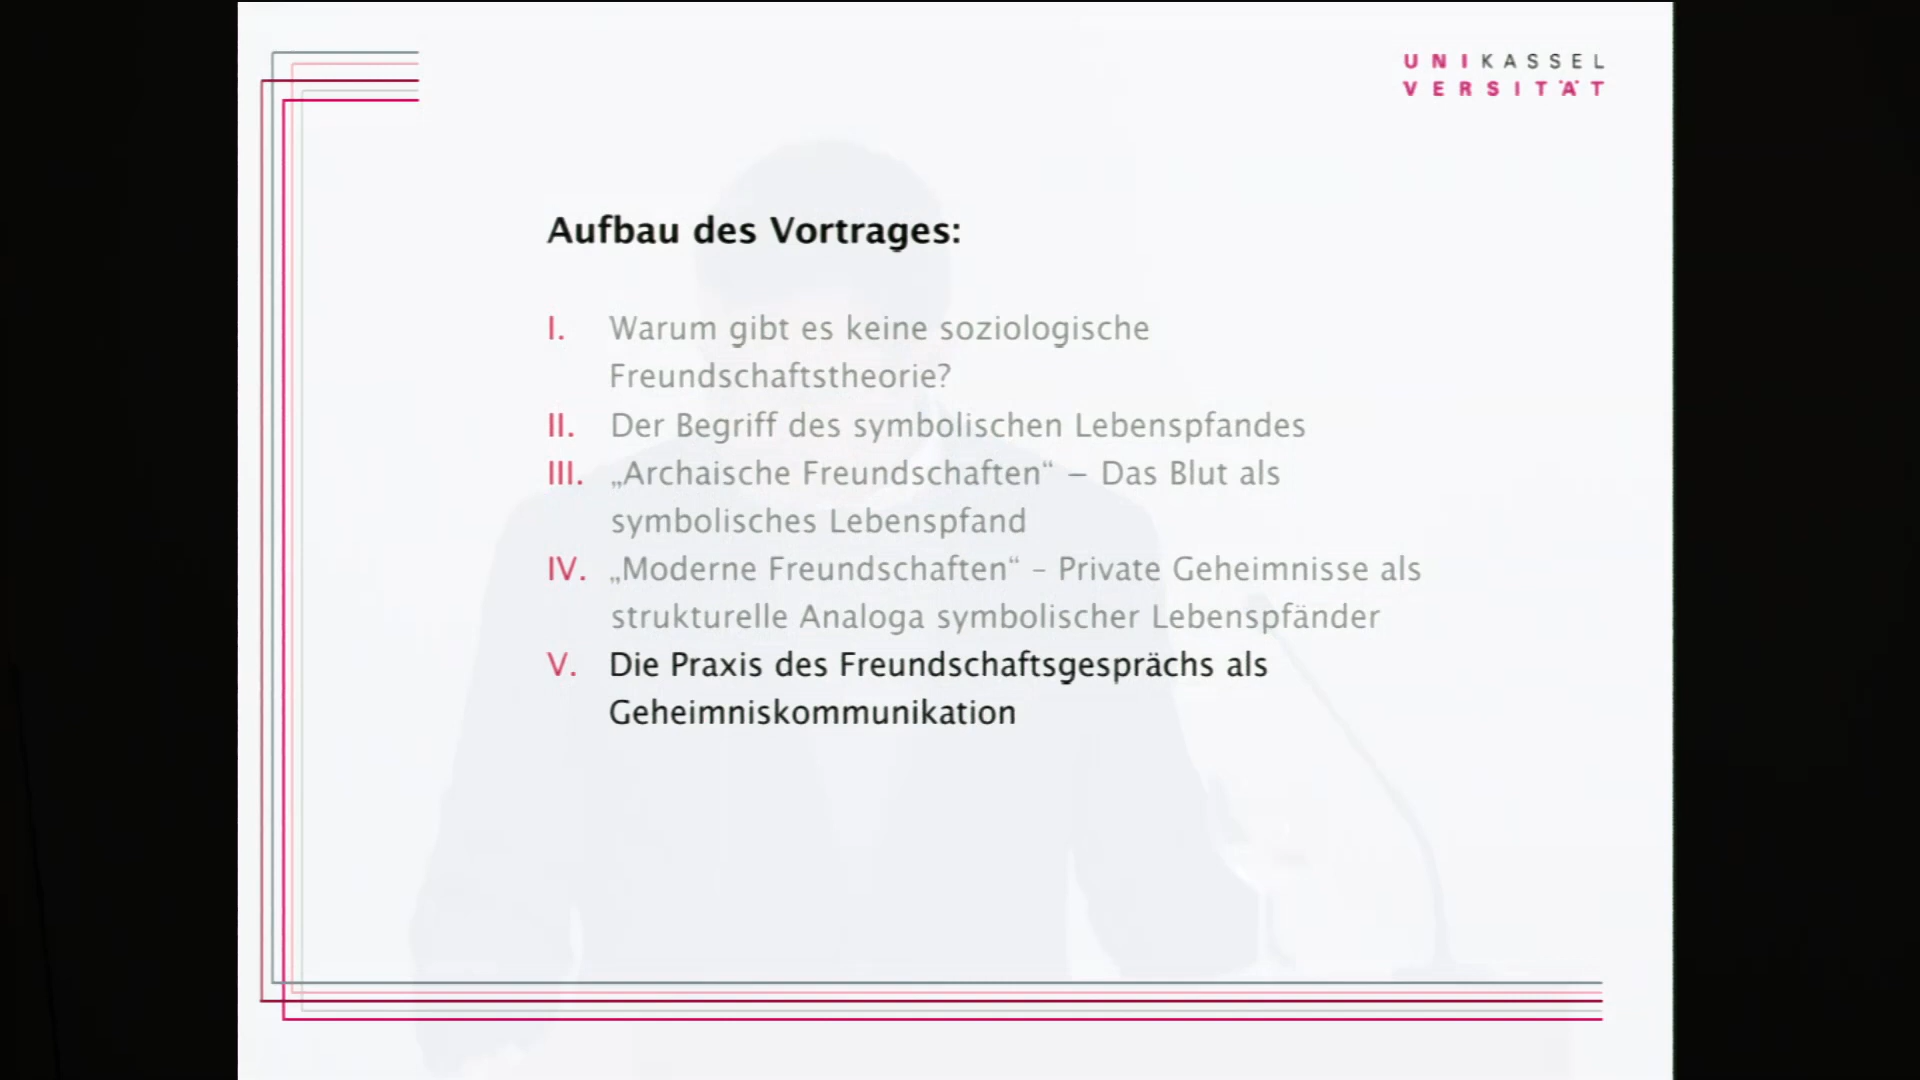 UNIKASSEL
VERSITÄT
Aufbau des Vortrages:
I. Warum gibt es keine soziologische
Freundschaftstheorie?
II. Der Begriff des symbolischen Lebenspfandes
III. „Archaische Freundschaften“ – Das Blut als
symbolisches Lebenspfand
IV. „Moderne Freundschaften“ – Private Geheimnisse als
strukturelle Analoga symbolischer Lebenspfänder
V. Die Praxis des Freundschaftsgesprächs als
Geheimniskommunikation